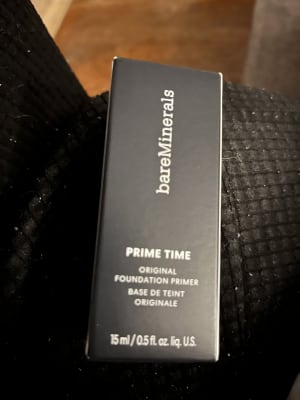 bareMinerals
PRIME TIME
ORIGINAL
FOUNDATION PRIMER
BASE DE TEINT
ORIGINALE
15 ml / 0.5 fl. oz. liq. U.S.